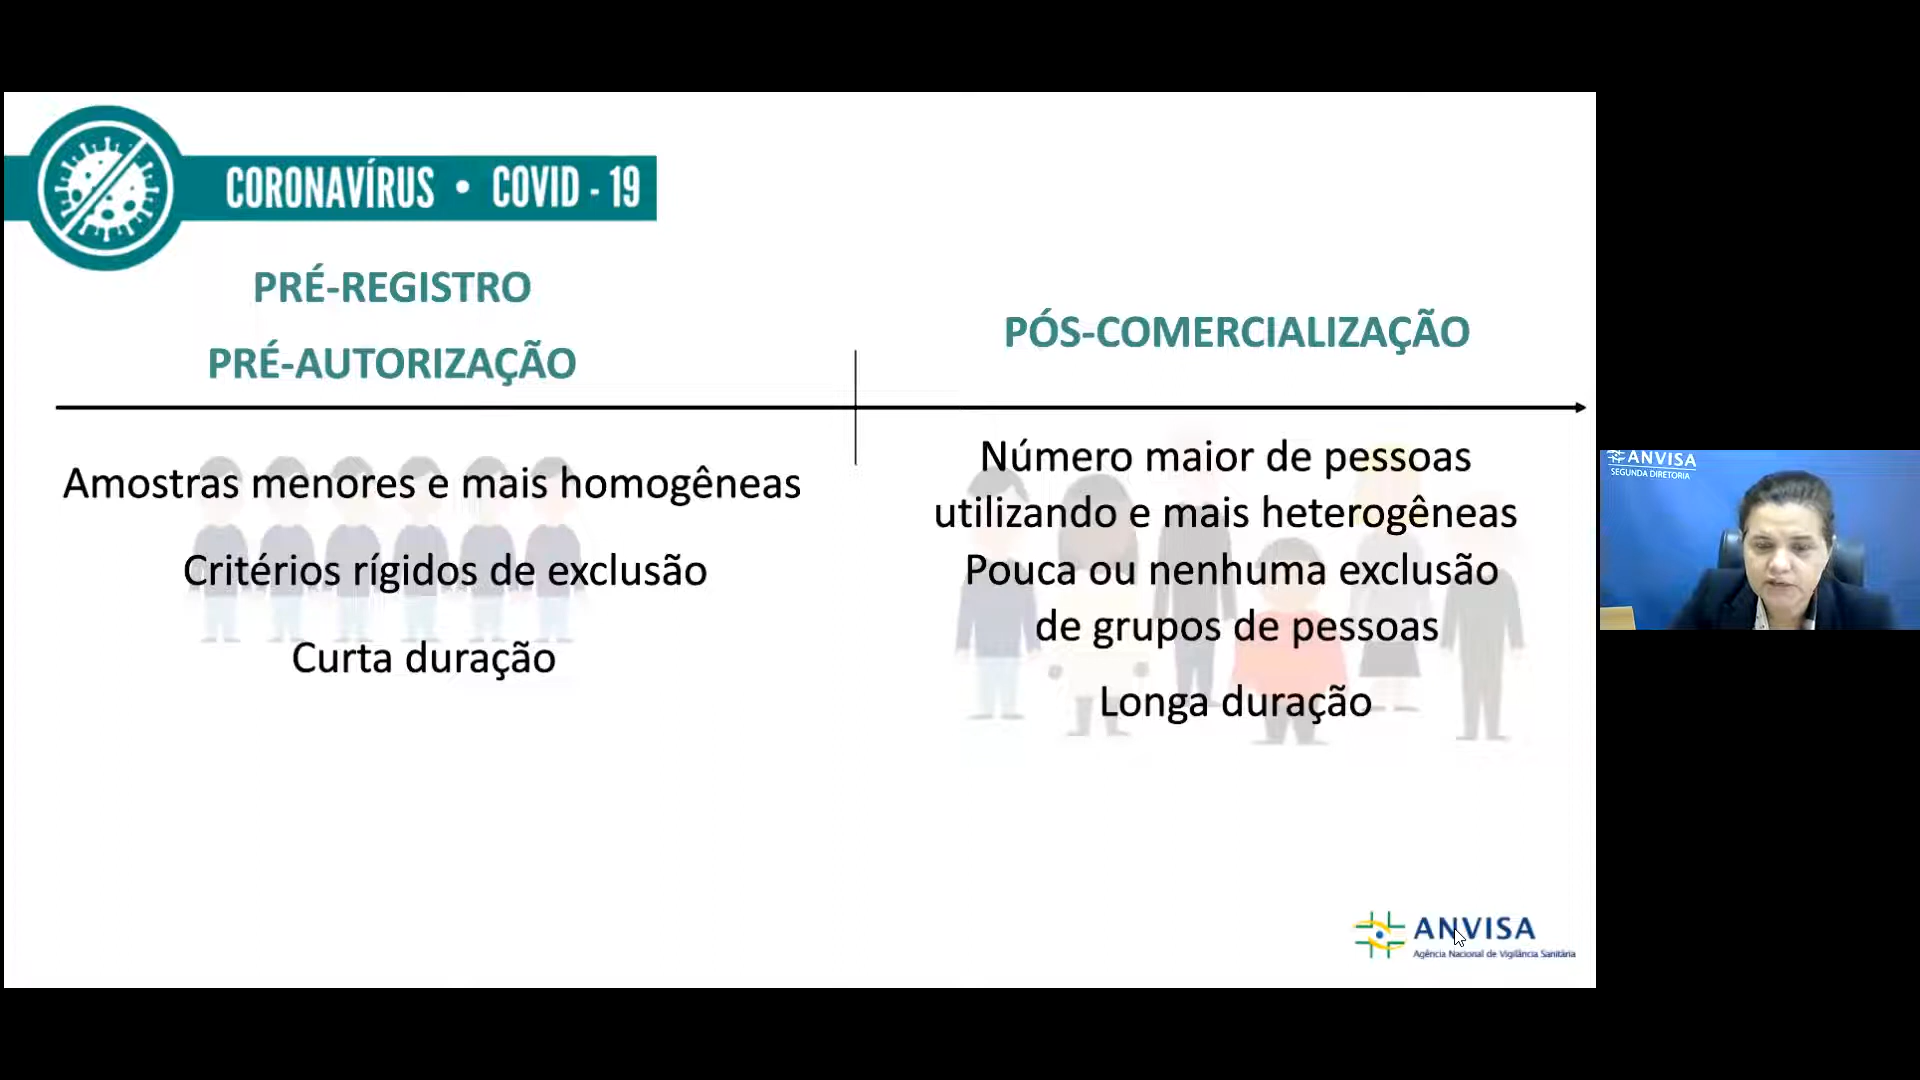 CORONAVÍRUS • COVID - 19
PRÉ-REGISTRO
PRÉ-AUTORIZAÇÃO
Amostras menores e mais homogêneas
Critérios rígidos de exclusão
Curta duração
PÓS-COMERCIALIZAÇÃO
Número maior de pessoas
utilizando e mais heterogêneas
Pouca ou nenhuma exclusão
de grupos de pessoas
Longa duração
ANVISA
Agência Nacional de Vigilância Sanitária
ANVISA
SEGUNDA DIRETORIA